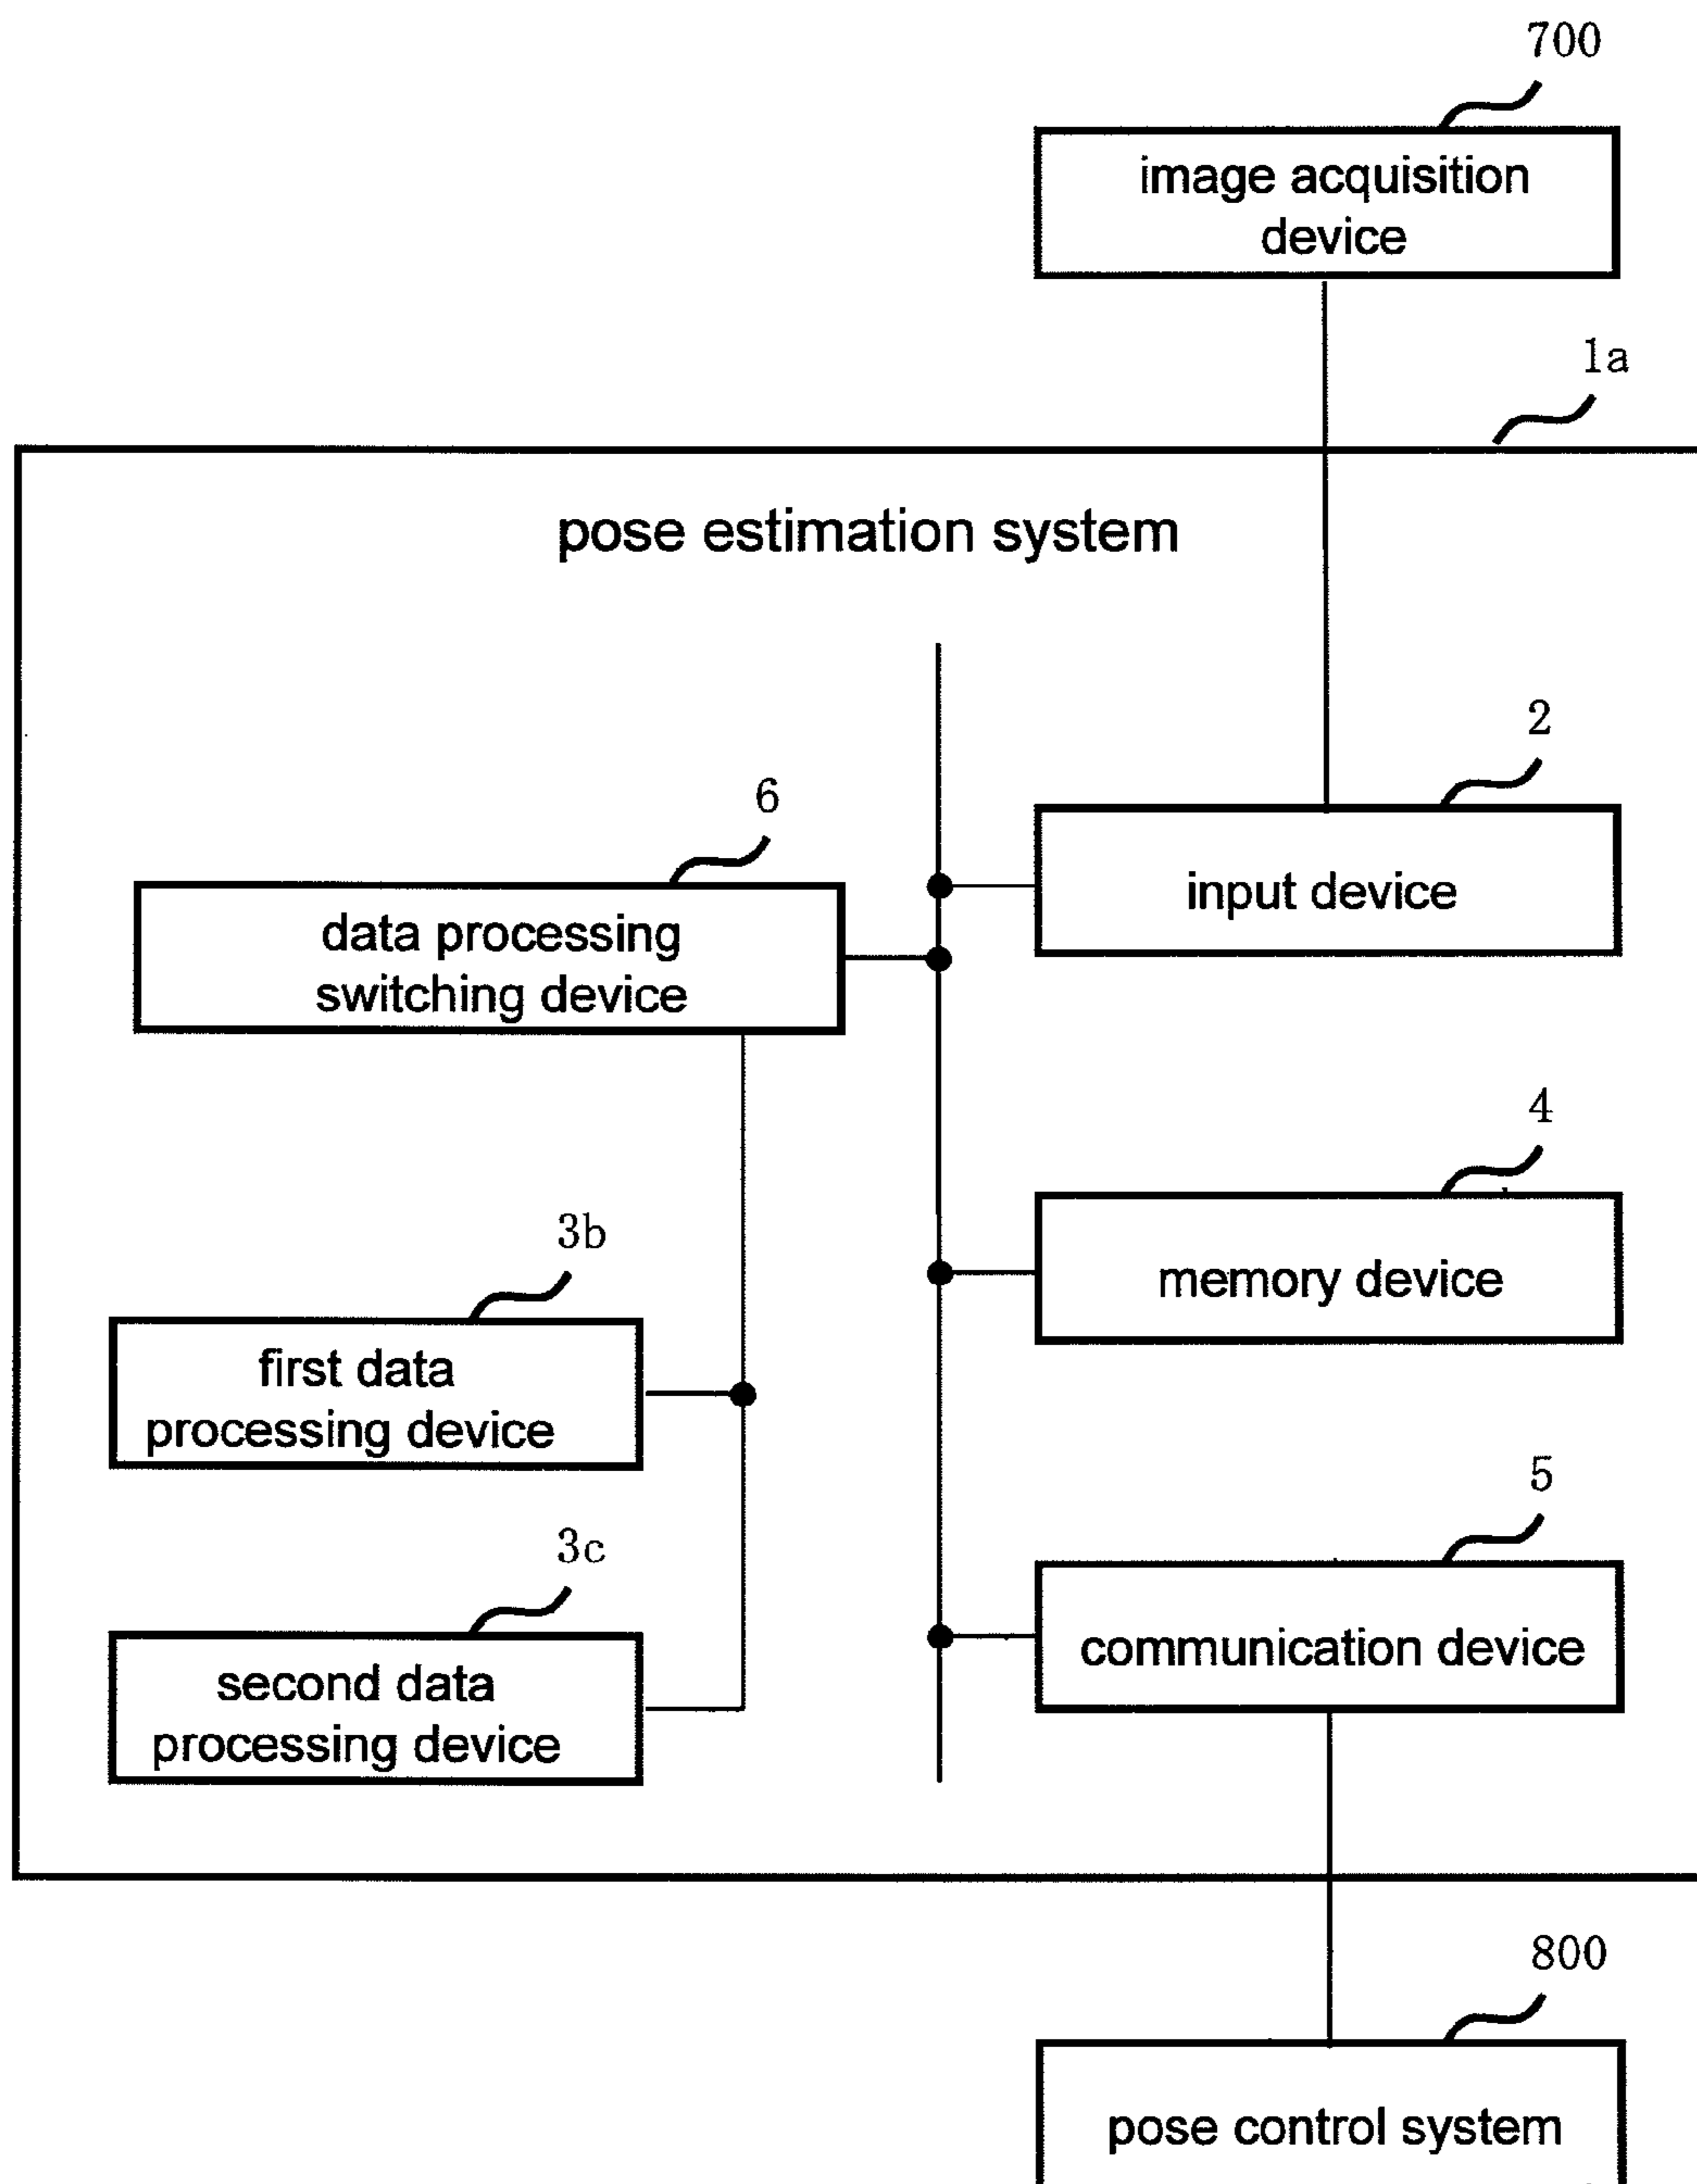 700
image acquisition
device
1a
pose estimation system
2
input device
6
data processing
switching device
4
memory device
3b
first data
processing device
5
communication device
3c
second data
processing device
800
pose control system